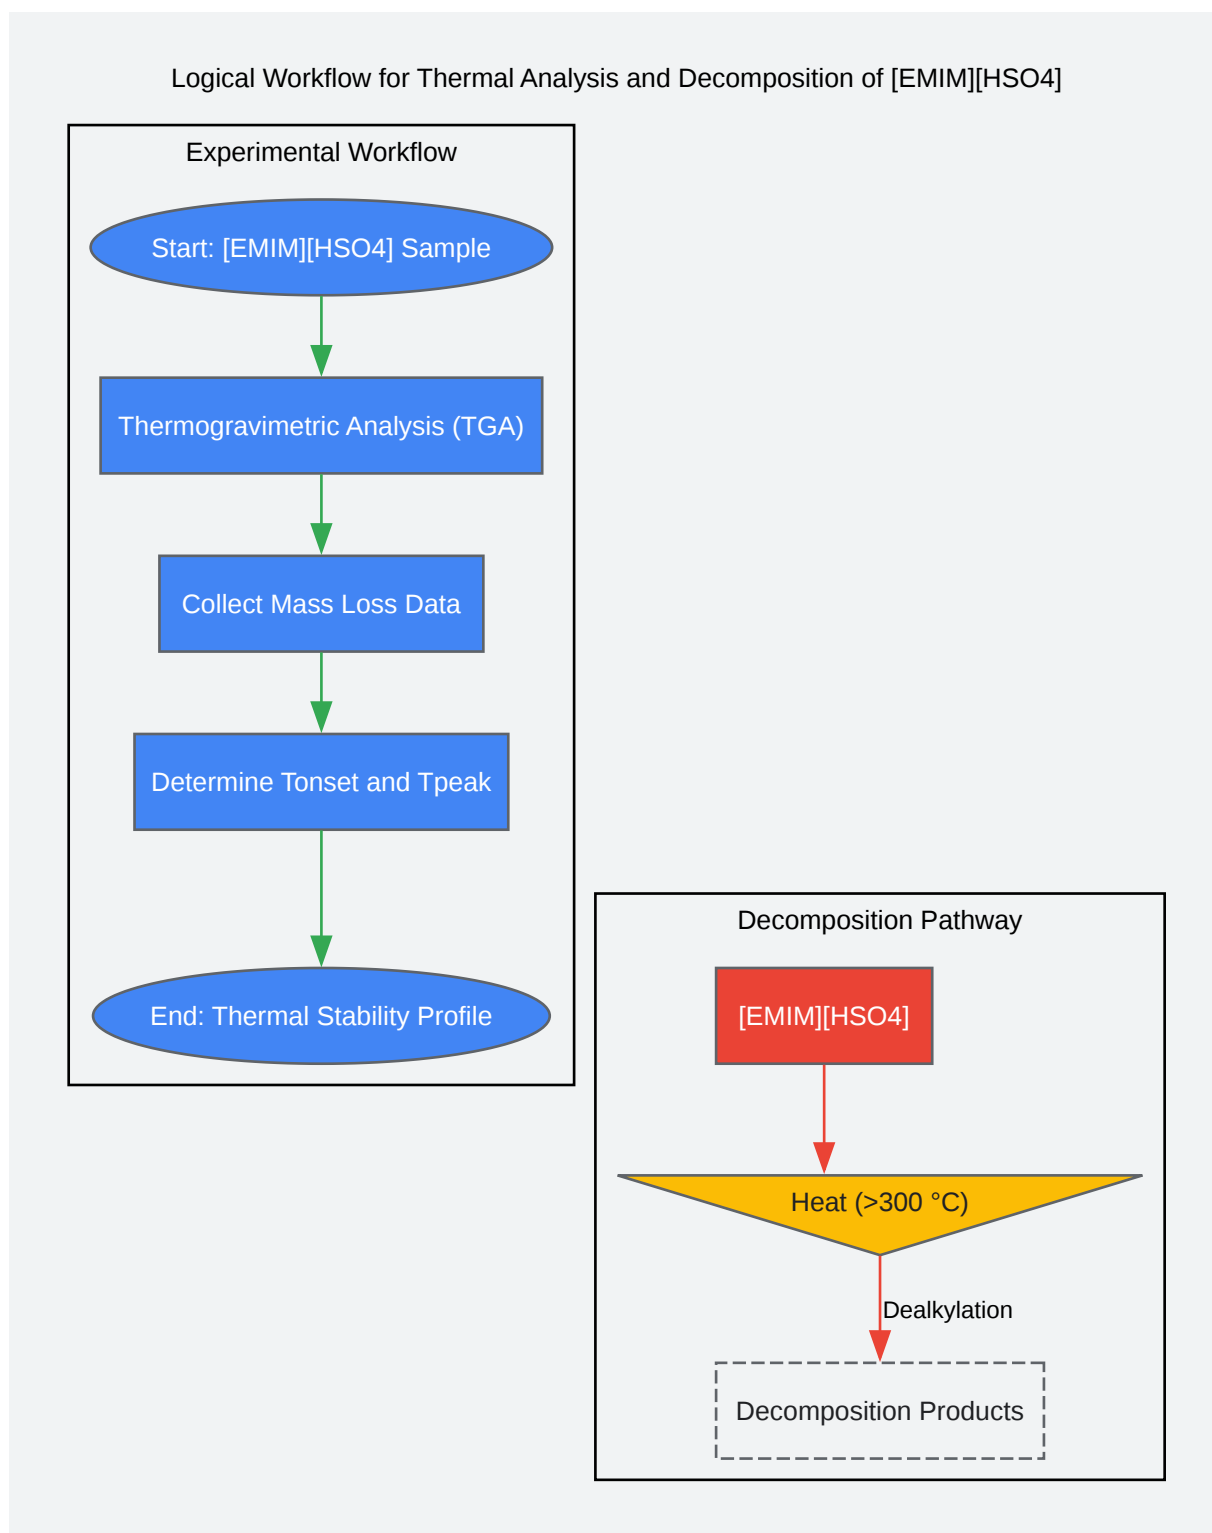 Logical Workflow for Thermal Analysis and Decomposition of [EMIM][HSO4]
Experimental Workflow
Start: [EMIM][HSO4] Sample
Thermogravimetric Analysis (TGA)
Collect Mass Loss Data
Determine Tonset and Tpeak
End: Thermal Stability Profile
Decomposition Pathway
[EMIM][HSO4]
Heat (>300 °C)
Dealkylation
Decomposition Products